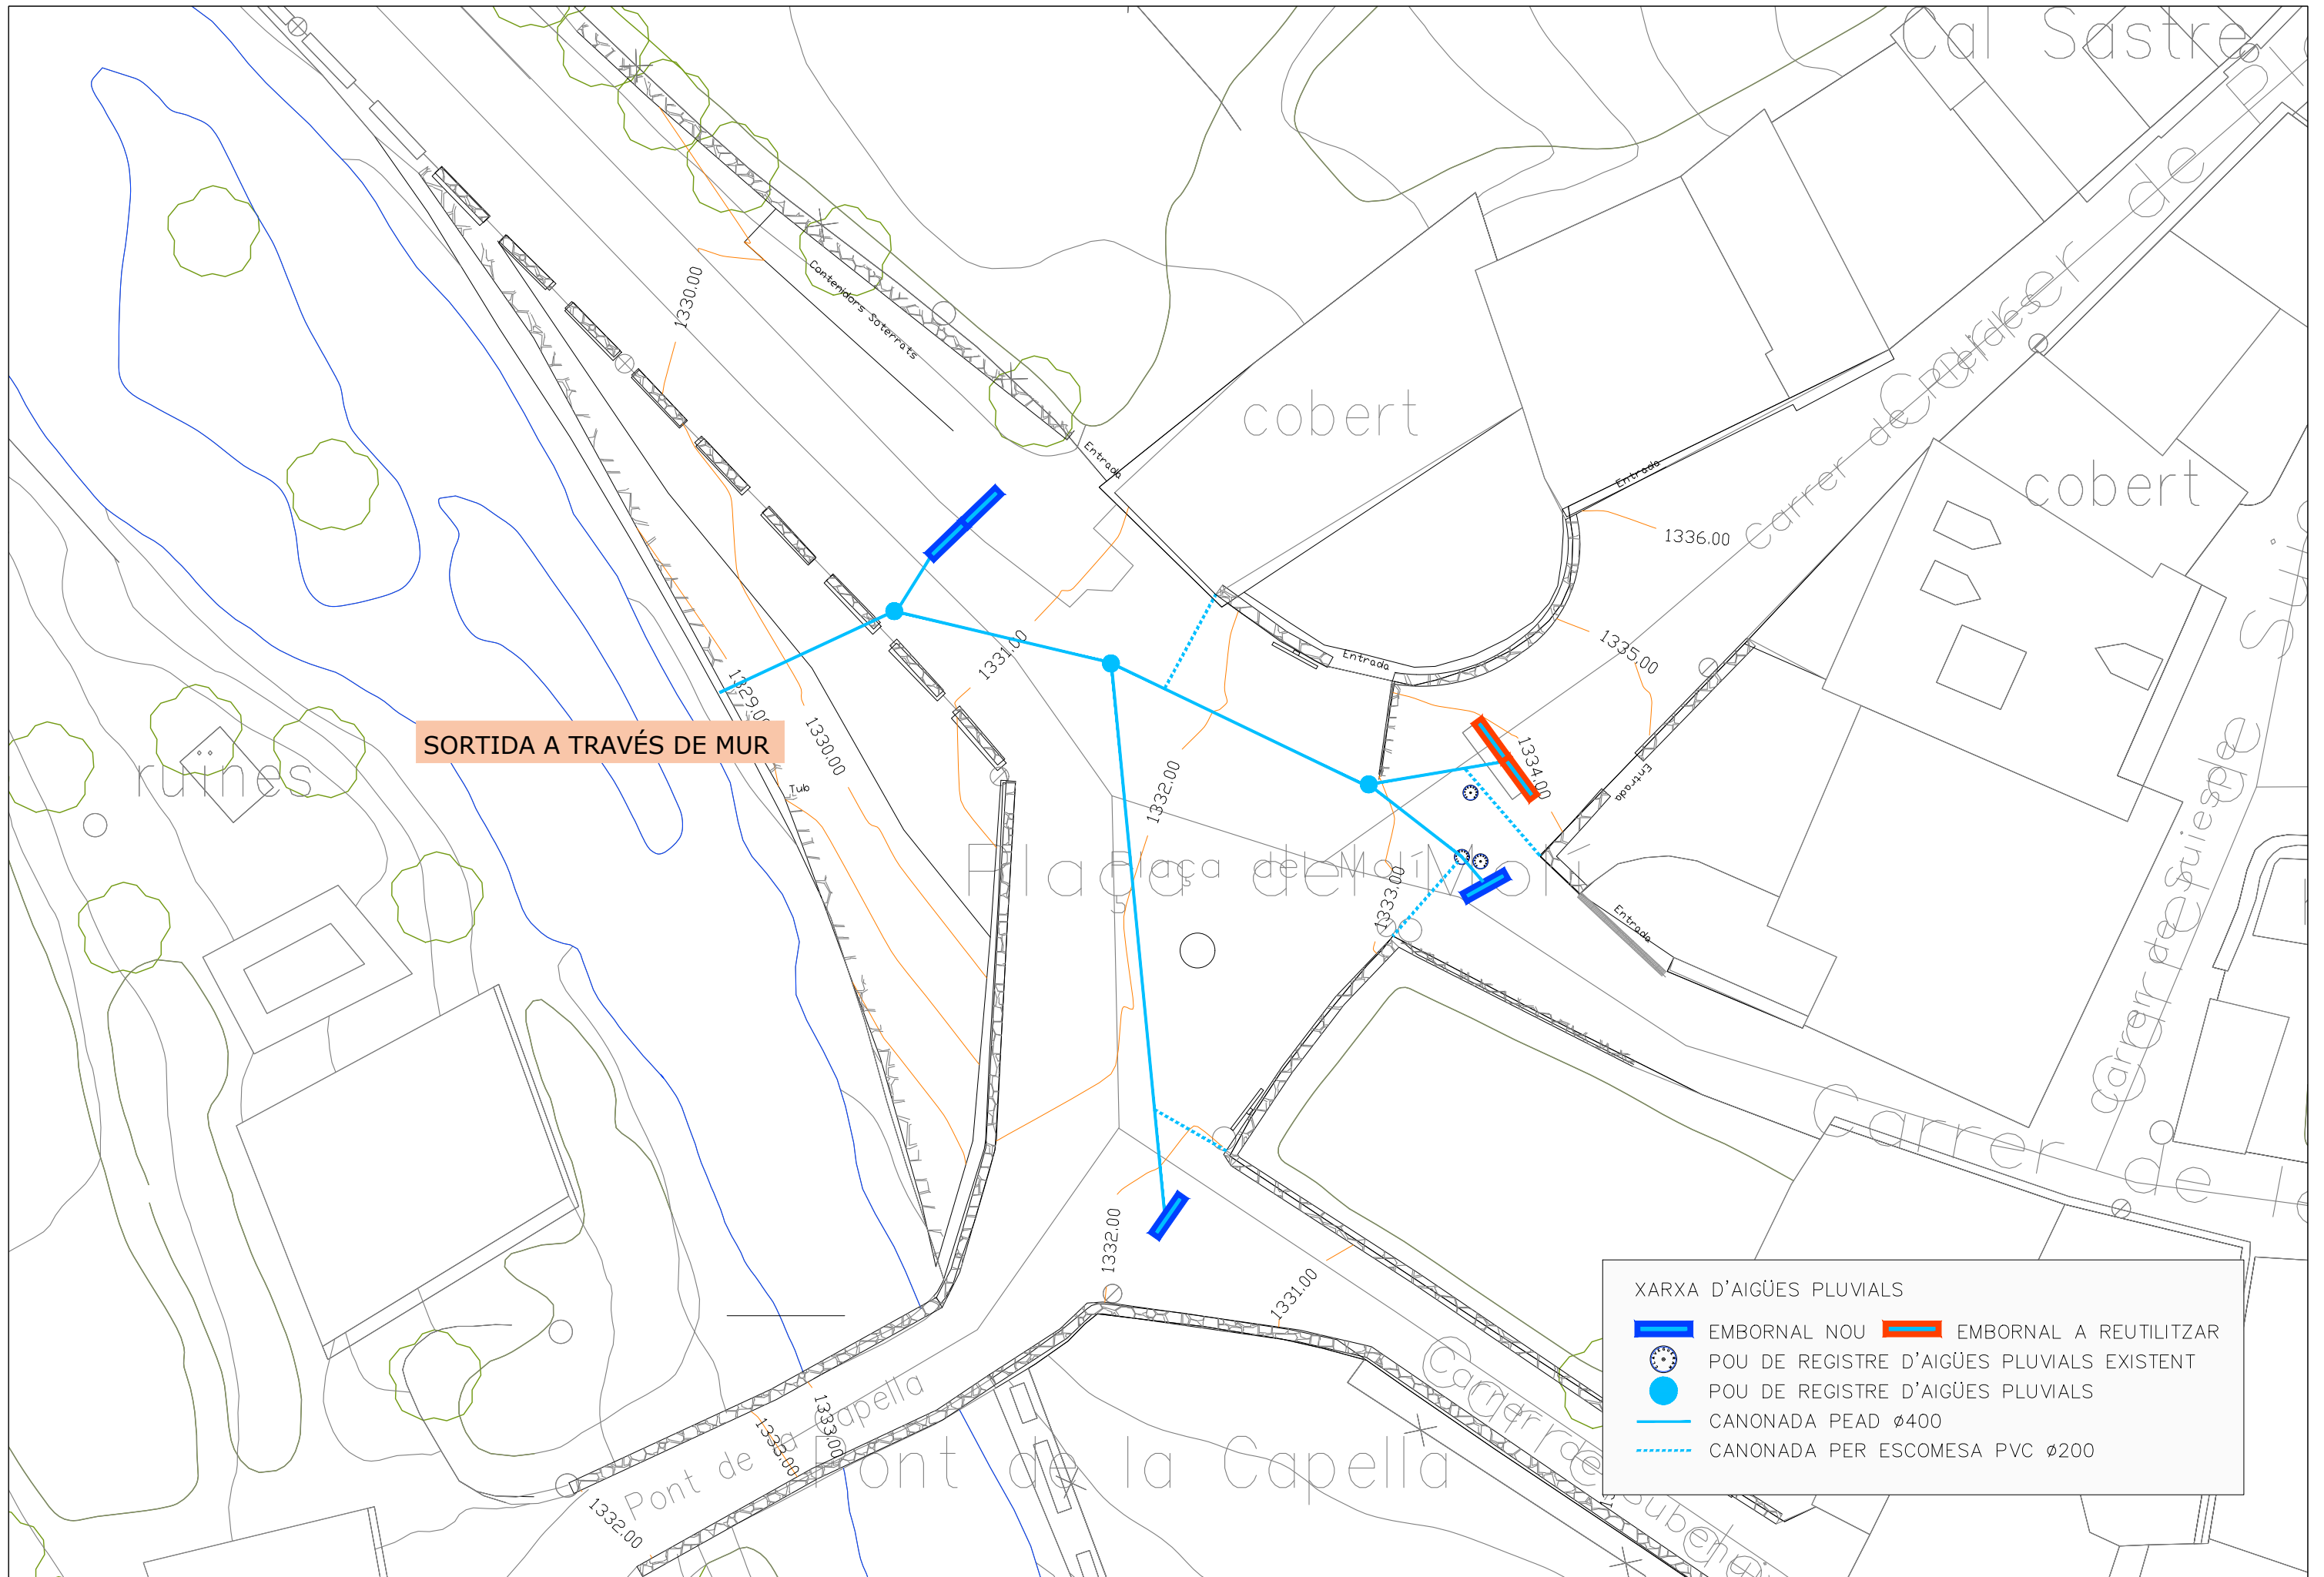 Cal Sastre
carrer de
Contenidors Soterrats
1330.00
Entrada
cobert
Entrada
cobert
1336.00
1335.00
Entrada
1331.00
1329.00
1330.00
SORTIDA A TRAVÉS DE MUR
ruïnes
Tub
1332.00
1334.00
Entrada
Plaça del Molí
Plaça del Molí
1333.00
Entrada
Carrer de la
1332.00
1331.00
Pont de la Capella
Pont de la Capella
1333.00
1333.00
1332.00
XARXA D'AIGÜES PLUVIALS
EMBORNAL NOU EMBORNAL A REUTILITZAR
POU DE REGISTRE D'AIGÜES PLUVIALS EXISTENT
POU DE REGISTRE D'AIGÜES PLUVIALS
CANONADA PEAD ø400
CANONADA PER ESCOMESA PVC ø200